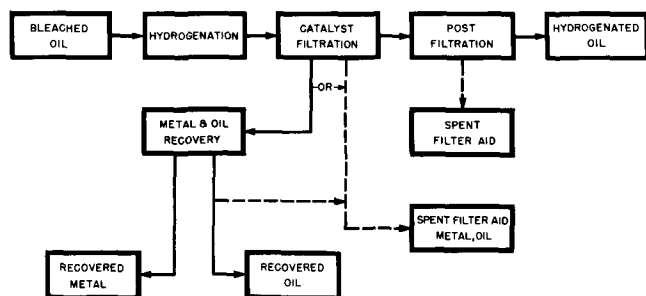 BLEACHED
OIL
HYDROGENATION
CATALYST
FILTRATION
POST
FILTRATION
HYDROGENATED
OIL
OR
METAL & OIL
RECOVERY
SPENT
FILTER AID
SPENT FILTER AID
METAL, OIL
RECOVERED
METAL
RECOVERED
OIL